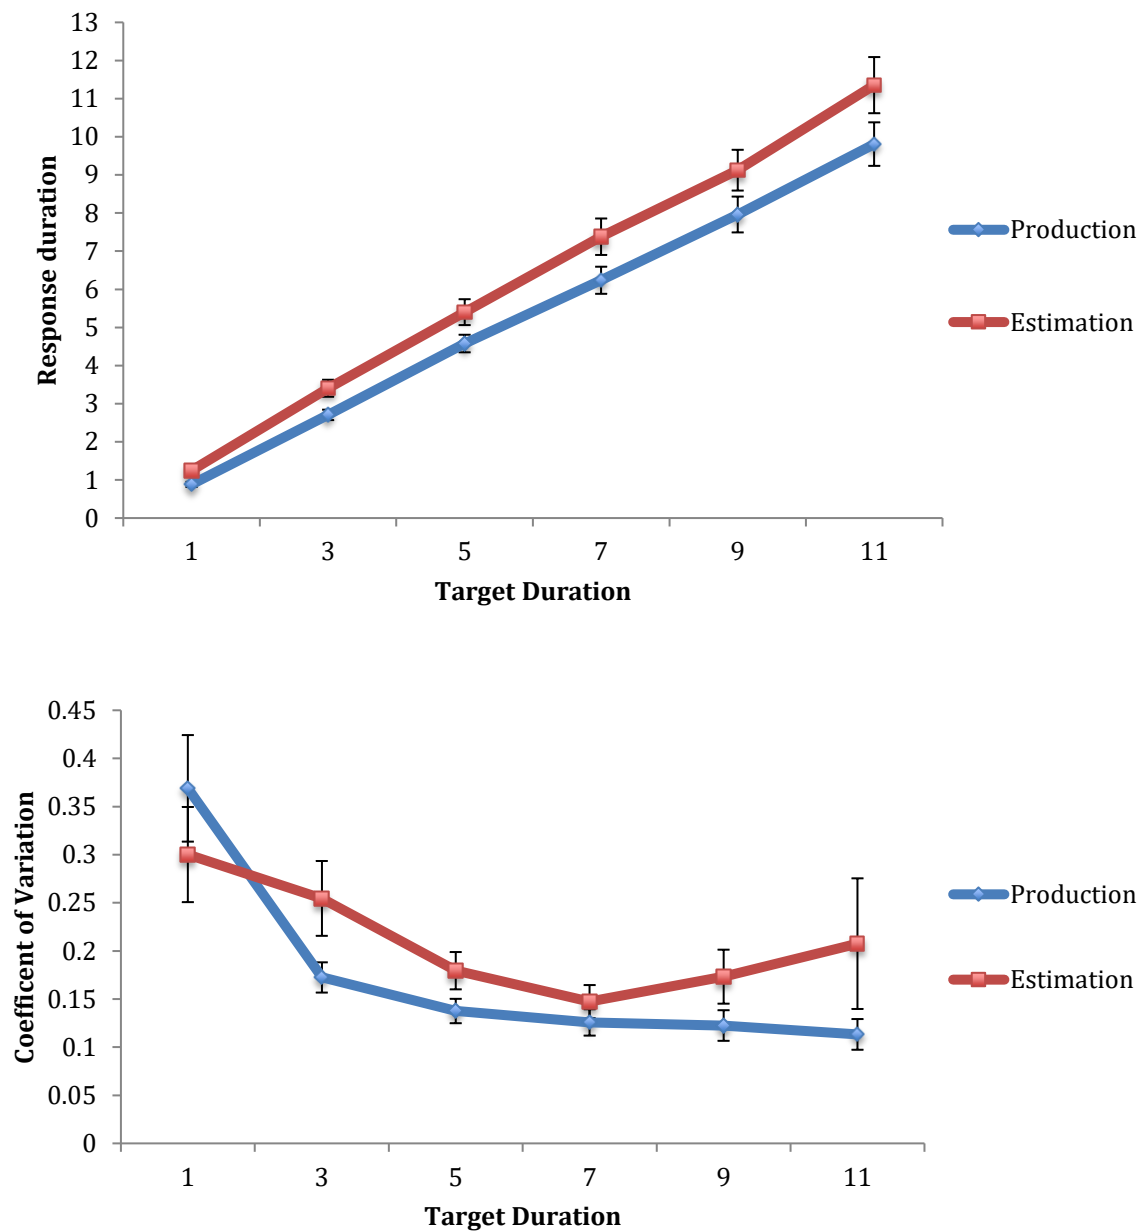 13
12
11
10
9
8
7
6
5
4
3
2
1
0
Response duration
1 3 5 7 9 11
Target Duration
Production
Estimation
0.45
0.4
0.35
0.3
0.25
0.2
0.15
0.1
0.05
0
Coefficent of Variation
1 3 5 7 9 11
Target Duration
Production
Estimation